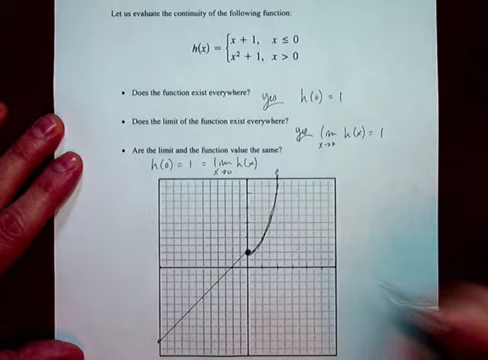 Let us evaluate the continuity of the following function:
h(x) = { x + 1, x ≤ 0
x² + 1, x > 0
• Does the function exist everywhere? yes h(0) = 1
• Does the limit of the function exist everywhere? yes lim x→0 h(x) = 1
• Are the limit and the function value the same?
h(0) = 1 = lim x→0 h(x)